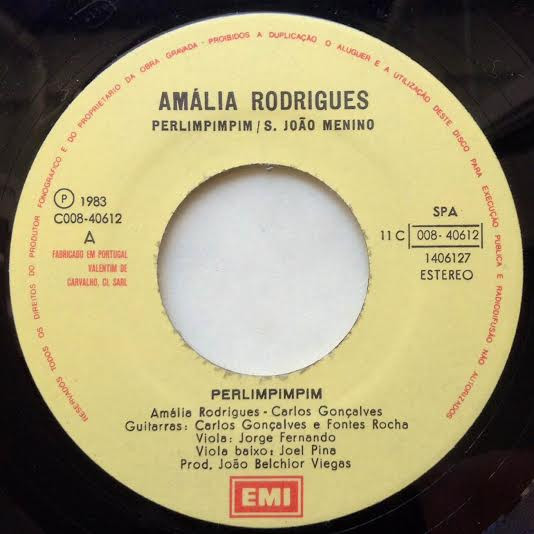 RESERVADOS TODOS OS DIREITOS DO PRODUTOR FONOGRÁFICO E DO PROPRIETÁRIO DA OBRA GRAVADA - PROIBIDOS A DUPLICAÇÃO O ALUGUER E A UTILIZAÇÃO DESTE DISCO PARA EXECUÇÃO PUBLICA E RADIODIFUSÃO NÃO AUTORIZADOS
AMÁLIA RODRIGUES
PERLIMPIMPIM / S. JOÃO MENINO
Ⓟ 1983
C008-40612
A
FABRICADO EM PORTUGAL
VALENTIM DE
CARVALHO, CI, SARL
SPA
11 C 008-40612
1406127
ESTEREO
PERLIMPIMPIM
Amália Rodrigues - Carlos Gonçalves
Guitarras: Carlos Gonçalves e Fontes Rocha
Viola: Jorge Fernando
Viola baixo: Joel Pina
Prod. João Belchior Viegas
EMI